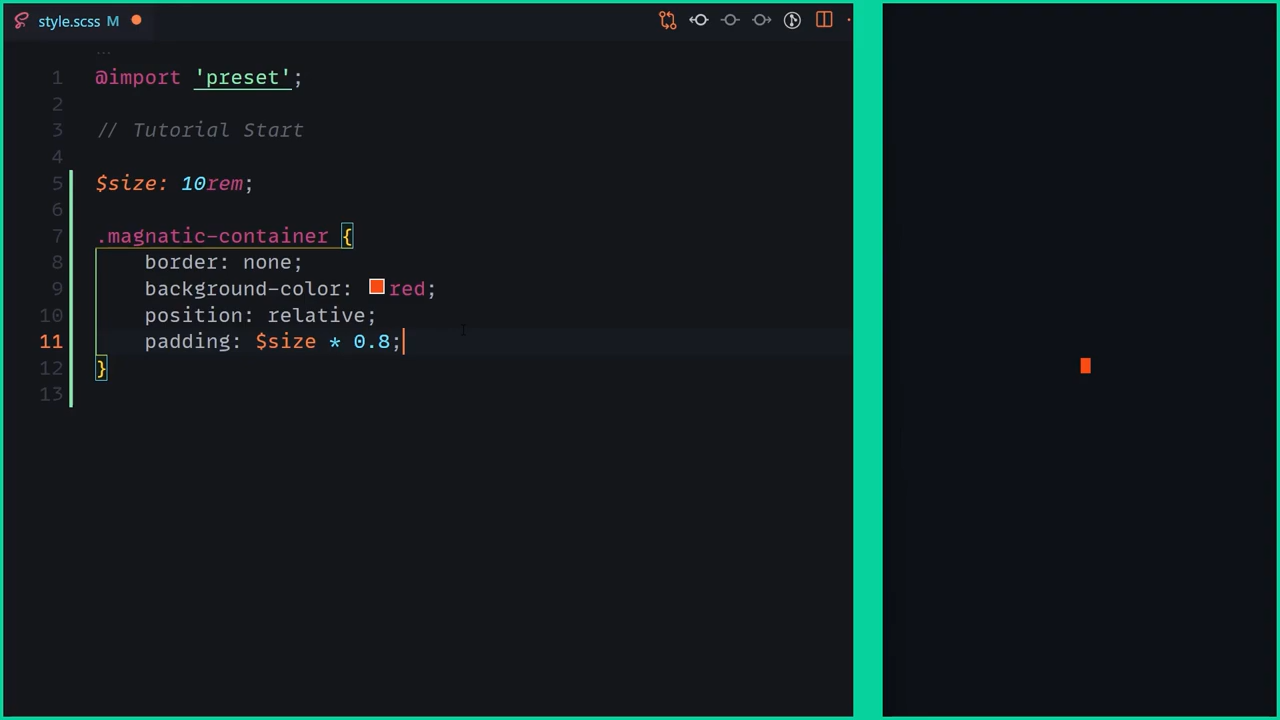 style.scss M
...
1 @import 'preset';
2
3 // Tutorial Start
4
5 $size: 10rem;
6
7 .magnatic-container {
8 border: none;
9 background-color: red;
10 position: relative;
11 padding: $size * 0.8;
12 }
13